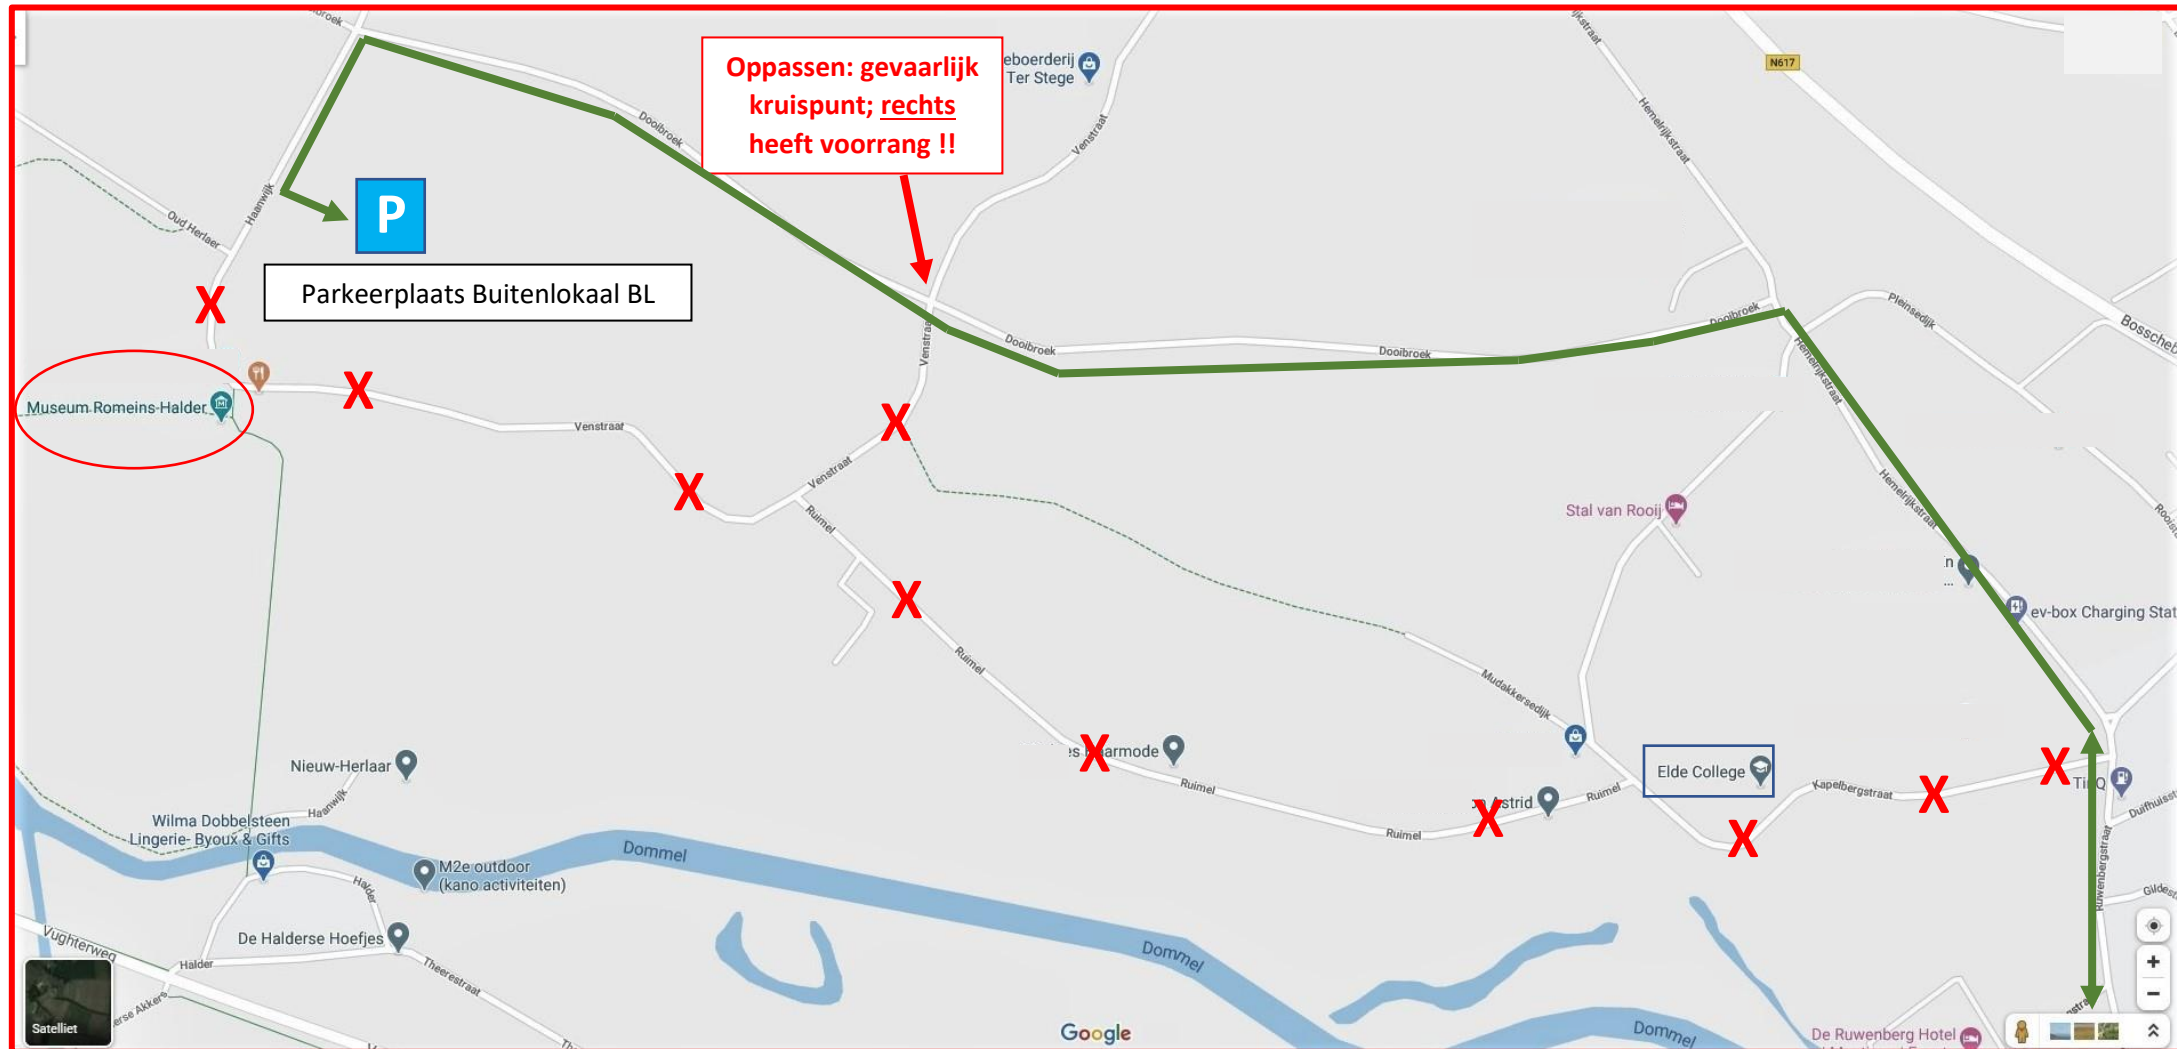 Oppassen: gevaarlijk
kruispunt; rechts
heeft voorrang !!
eboerderij
Ter Stege
N617
Hemelrijkstraat
Dooibroek
Venstraat
Haanwijk
Oud Herlaer
P
Parkeerplaats Buitenlokaal BL
X
Museum Romeins-Halder
X
Venstraat
X
Venstraat
X
Venstraat
Dooibroek
Dooibroek
Dooibroek
Pleinsedijk
Hemelrijkstraat
Hemelrijkstraat
X
Ruimel
X
Ruimel
X
Ruimel
Ruimel
X
Ruimel
Stal van Rooij
ev-box Charging Stat
Mudakkersedijk
Elde College
Kapelbergstraat
X
X
X
Ruwenbergstraat
Nieuw-Herlaar
Haanwijk
Wilma Dobbelsteen
Lingerie- Byoux & Gifts
M2e outdoor
(kano activiteiten)
Halder
De Halderse Hoefjes
Halder
Theerestraat
Vughterweg
Dommel
Dommel
Dommel
Satelliet
Google
De Ruwenberg Hotel
+
−